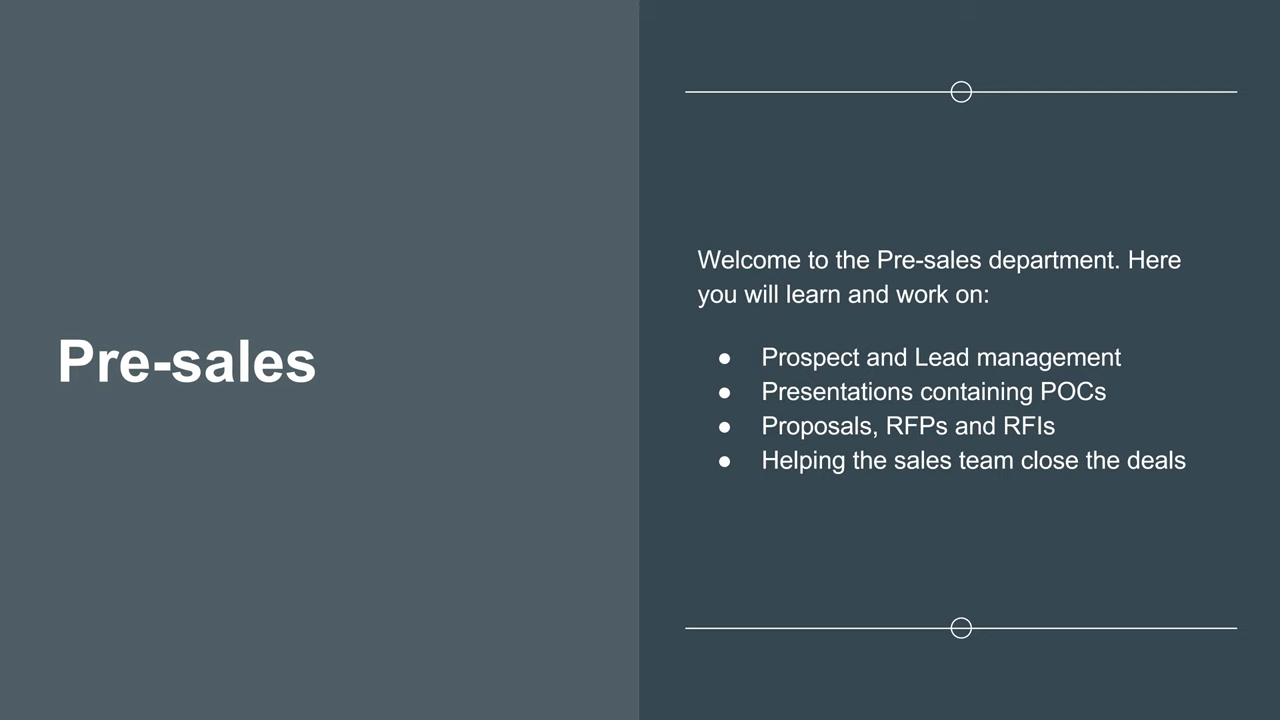 Pre-sales
Welcome to the Pre-sales department. Here
you will learn and work on:
● Prospect and Lead management
● Presentations containing POCs
● Proposals, RFPs and RFIs
● Helping the sales team close the deals